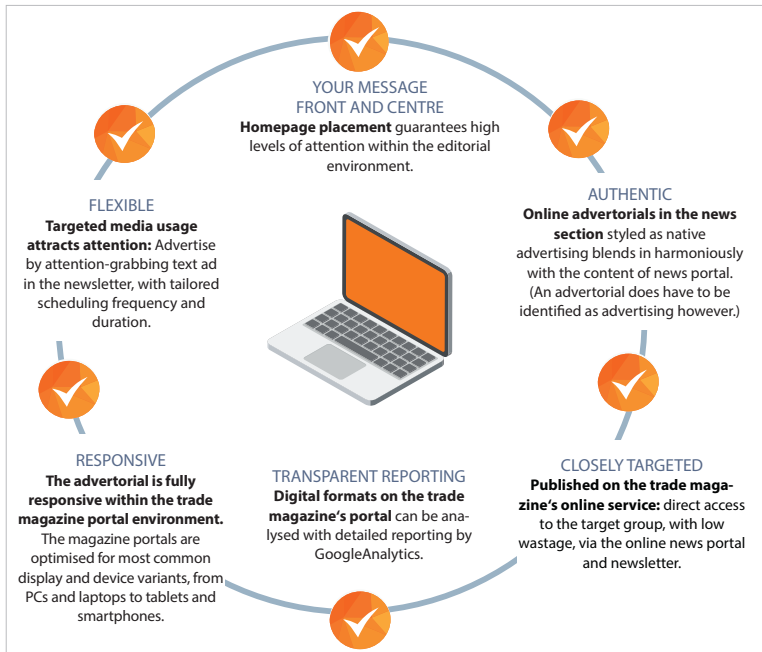 YOUR MESSAGE
FRONT AND CENTRE
Homepage placement guarantees high
levels of attention within the editorial
environment.
AUTHENTIC
Online advertorials in the news
section styled as native
advertising blends in harmoniously
with the content of news portal.
(An advertorial does have to be
identified as advertising however.)
CLOSELY TARGETED
Published on the trade maga-
zine‘s online service: direct access
to the target group, with low
wastage, via the online news portal
and newsletter.
TRANSPARENT REPORTING
Digital formats on the trade
magazine‘s portal can be ana-
lysed with detailed reporting by
GoogleAnalytics.
RESPONSIVE
The advertorial is fully
responsive within the trade
magazine portal environment.
The magazine portals are
optimised for most common
display and device variants, from
PCs and laptops to tablets and
smartphones.
FLEXIBLE
Targeted media usage
attracts attention: Advertise
by attention-grabbing text ad
in the newsletter, with tailored
scheduling frequency and
duration.